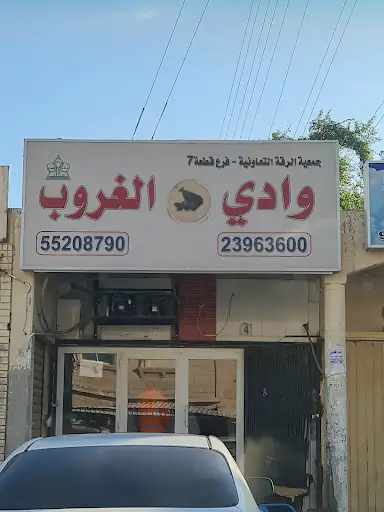 جمعية الرقة التعاونية - فرع قطعة 7
وادي الغروب
23963600
55208790
4